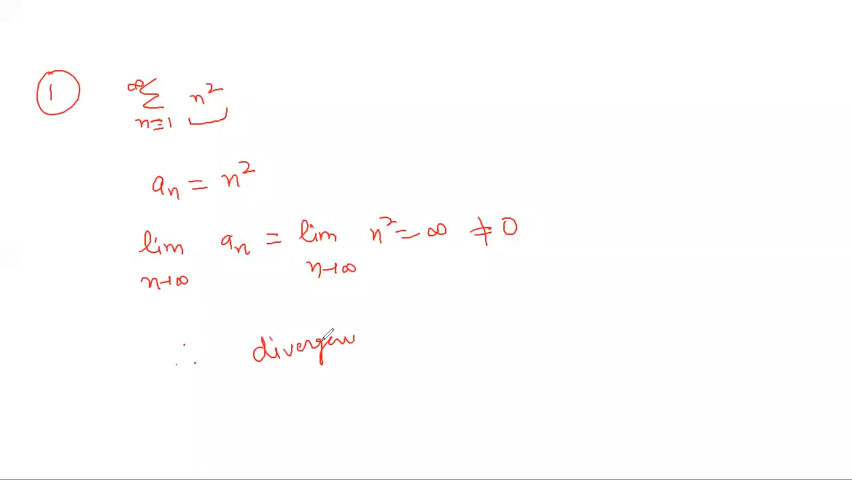 1 ∞ Σ n=1 n²
aₙ = n²
lim n→∞ aₙ = lim n→∞ n² = ∞ ≠ 0
∴ divergen